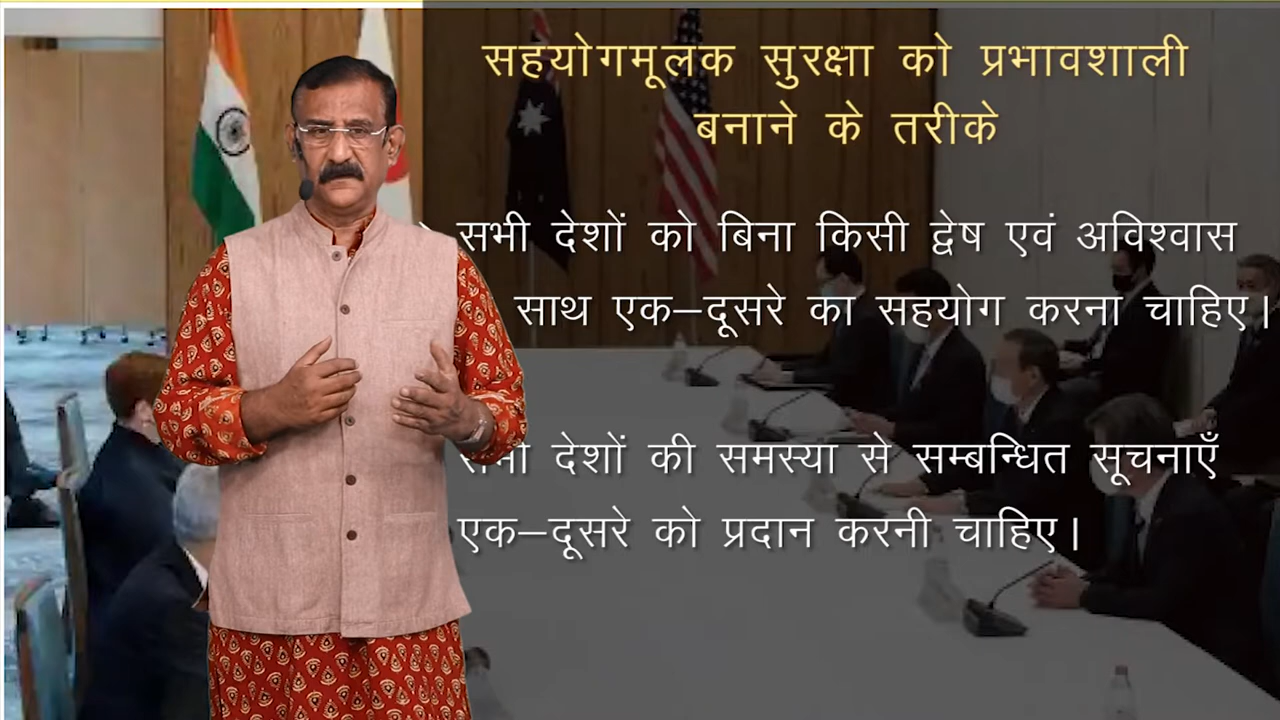 सहयोगमूलक सुरक्षा को प्रभावशाली
बनाने के तरीके
सभी देशों को बिना किसी द्वेष एवं अविश्वास
साथ एक–दूसरे का सहयोग करना चाहिए।
देशों की समस्या से सम्बन्धित सूचनाएँ
एक–दूसरे को प्रदान करनी चाहिए।